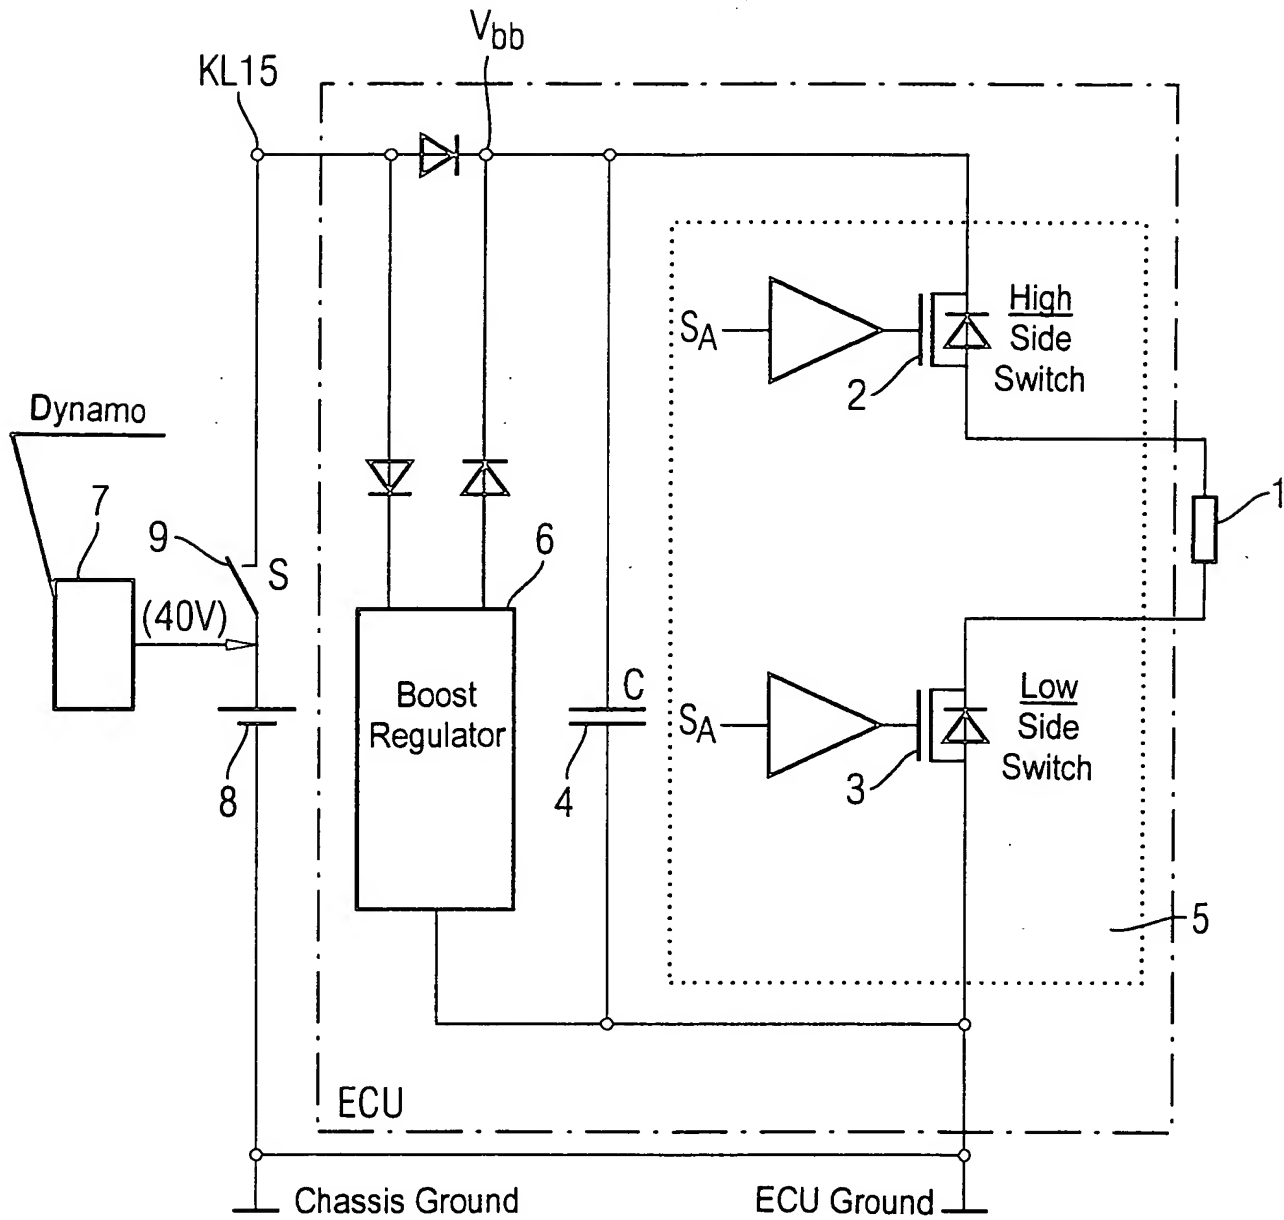 Vbb
KL15
High
Side
Switch
SA
2
Dynamo
7
9
S
6
1
(40V)
Boost
Regulator
C
Low
Side
Switch
SA
8
4
3
5
ECU
Chassis Ground
ECU Ground